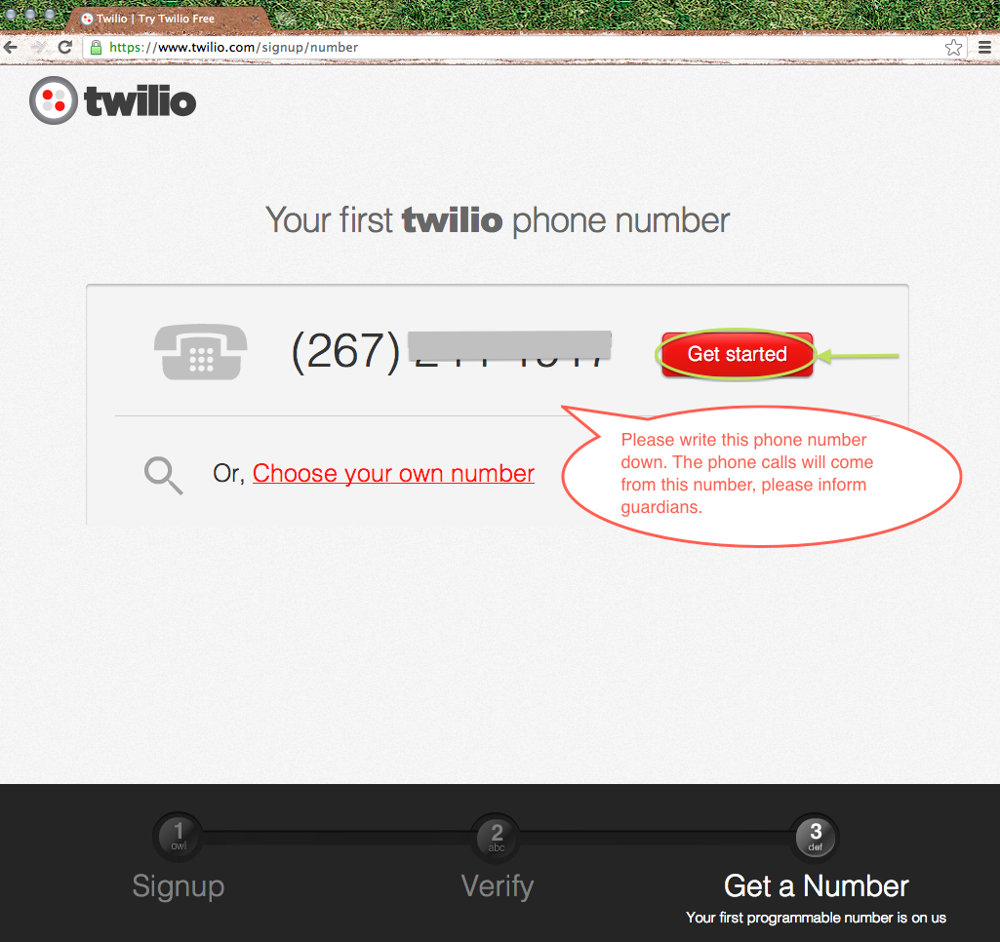 Twilio | Try Twilio Free
https://www.twilio.com/signup/number
twilio
Your first twilio phone number
(267)
Get started
Please write this phone number
down. The phone calls will come
from this number, please inform
guardians.
Or, Choose your own number
1
owl
2
abc
3
def
Signup
Verify
Get a Number
Your first programmable number is on us